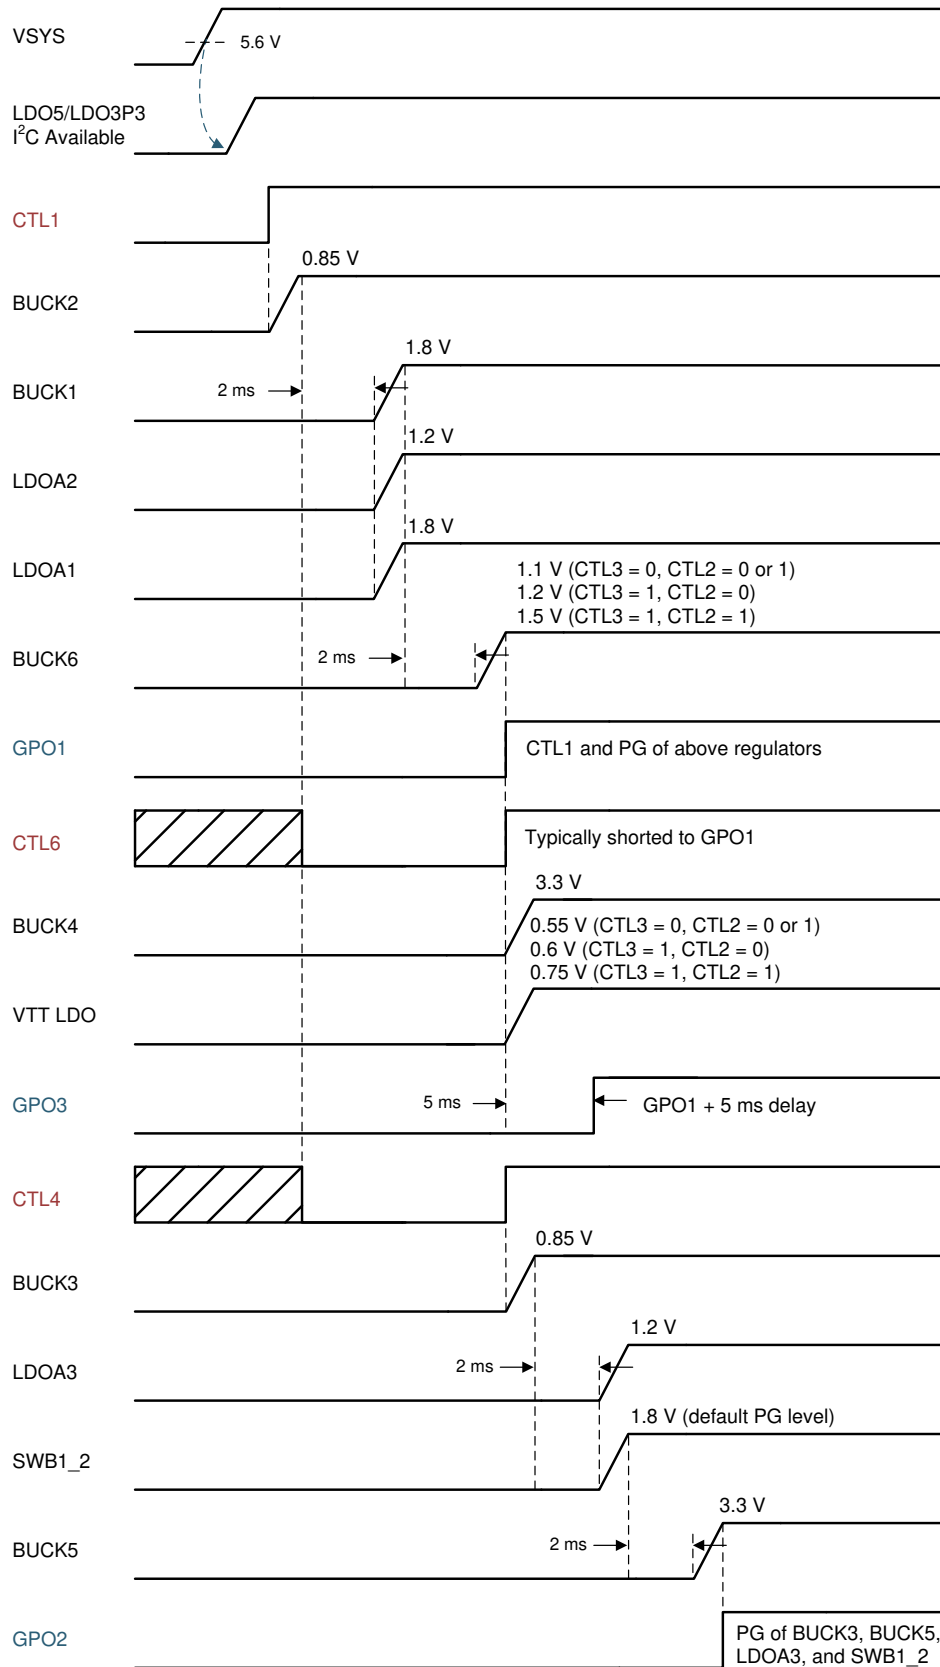 VSYS
5.6 V
LDO5/LDO3P3
I²C Available
CTL1
0.85 V
BUCK2
1.8 V
2 ms
BUCK1
1.2 V
LDOA2
1.8 V
LDOA1
1.1 V (CTL3 = 0, CTL2 = 0 or 1)
1.2 V (CTL3 = 1, CTL2 = 0)
1.5 V (CTL3 = 1, CTL2 = 1)
2 ms
BUCK6
GPO1
CTL1 and PG of above regulators
CTL6
Typically shorted to GPO1
3.3 V
BUCK4
0.55 V (CTL3 = 0, CTL2 = 0 or 1)
0.6 V (CTL3 = 1, CTL2 = 0)
0.75 V (CTL3 = 1, CTL2 = 1)
VTT LDO
GPO3
5 ms
GPO1 + 5 ms delay
CTL4
0.85 V
BUCK3
1.2 V
2 ms
LDOA3
1.8 V (default PG level)
SWB1_2
3.3 V
2 ms
BUCK5
GPO2
PG of BUCK3, BUCK5,
LDOA3, and SWB1_2